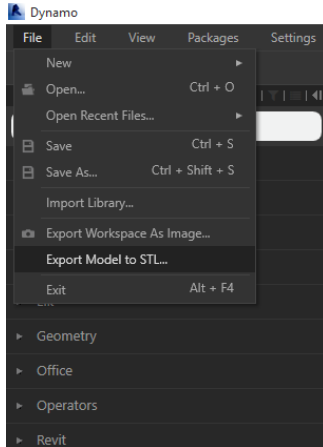 Dynamo
File Edit View Packages Settings
New
Open... Ctrl + O
Open Recent Files...
Save Ctrl + S
Save As... Ctrl + Shift + S
Import Library...
Export Workspace As Image...
Export Model to STL...
Exit Alt + F4
Geometry
Office
Operators
Revit